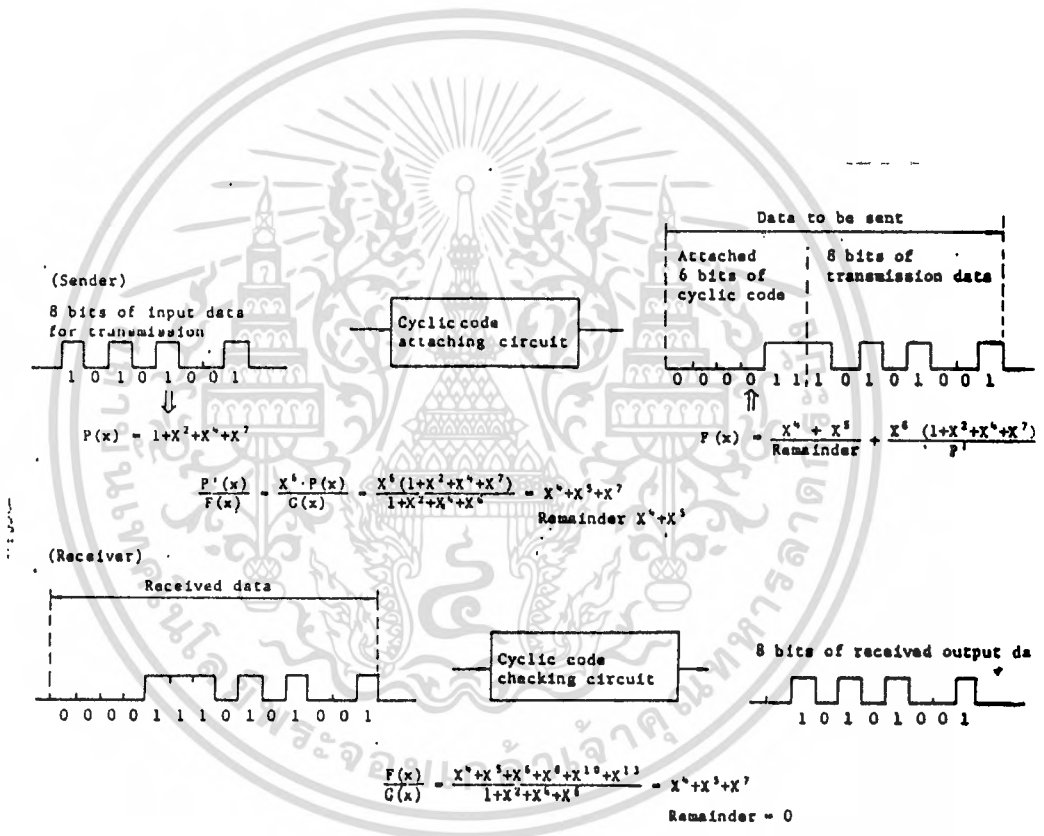 Data to be sent
(Sender)
8 bits of input data
for transmission
1 0 1 0 1 0 0 1
P(x) = 1+X²+X⁴+X⁷
Cyclic code
attaching circuit
Attached
6 bits of
cyclic code
8 bits of
transmission data
0 0 0 0 1 1 1 0 1 0 1 0 0 1
F(x) = X⁴ + X⁵ / Remainder + X⁶ (1+X²+X⁴+X⁷) / P'
P'(x) / F(x) = X⁶·P(x) / G(x) = X⁶(1+X²+X⁴+X⁷) / 1+X²+X⁴+X⁶ = X⁴+X⁵+X⁷
Remainder X⁴+X⁵
(Receiver)
Received data
0 0 0 0 1 1 1 0 1 0 1 0 0 1
Cyclic code
checking circuit
8 bits of received output da
1 0 1 0 1 0 0 1
F(x) / G(x) = X⁴+X⁵+X⁶+X⁸+X¹⁰+X¹³ / 1+X²+X⁴+X⁶ = X⁴+X⁵+X⁷
Remainder = 0